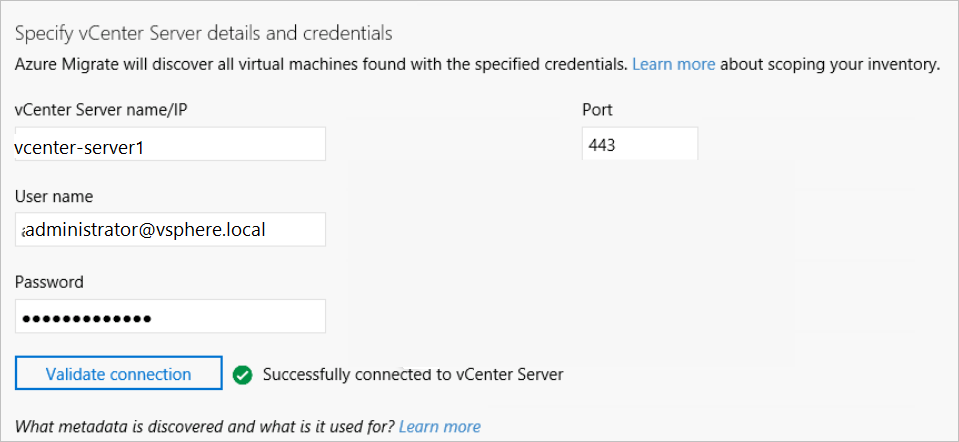 Specify vCenter Server details and credentials
Azure Migrate will discover all virtual machines found with the specified credentials. Learn more about scoping your inventory.
vCenter Server name/IP
Port
vcenter-server1
443
User name
administrator@vsphere.local
Password
•••••••••••••
Validate connection
Successfully connected to vCenter Server
What metadata is discovered and what is it used for? Learn more